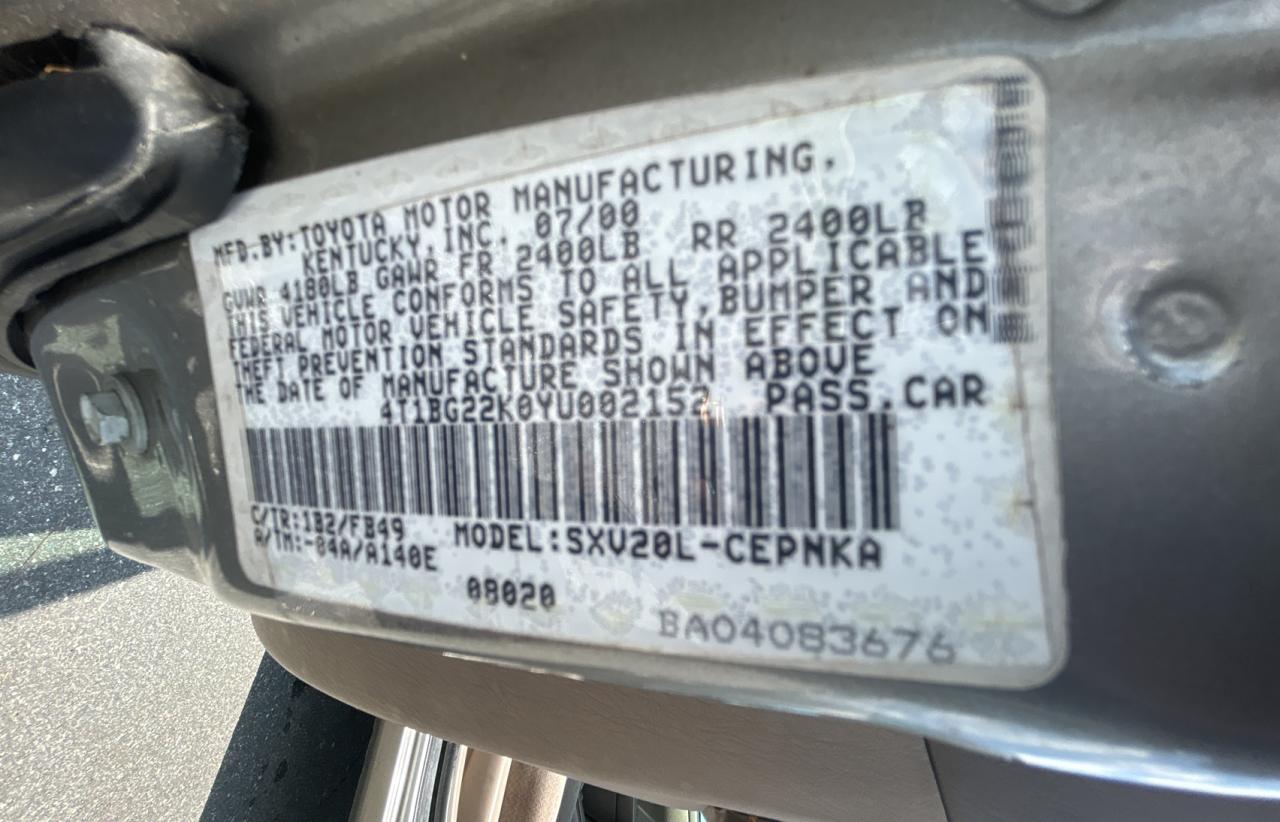 MFD.BY:TOYOTA MOTOR MANUFACTURING,
KENTUCKY,INC. 07/00
GVWR 4180LB GAWR FR 2400LB RR 2400LB
THIS VEHICLE CONFORMS TO ALL APPLICABLE
FEDERAL MOTOR VEHICLE SAFETY,BUMPER AND
THEFT PREVENTION STANDARDS IN EFFECT ON
THE DATE OF MANUFACTURE SHOWN ABOVE
4T1BG22K0YU002152 PASS.CAR
C/TR:1B2/FB49 MODEL:SXV20L-CEPNKA
A/TM:-04A/A140E
08020
BA04083676